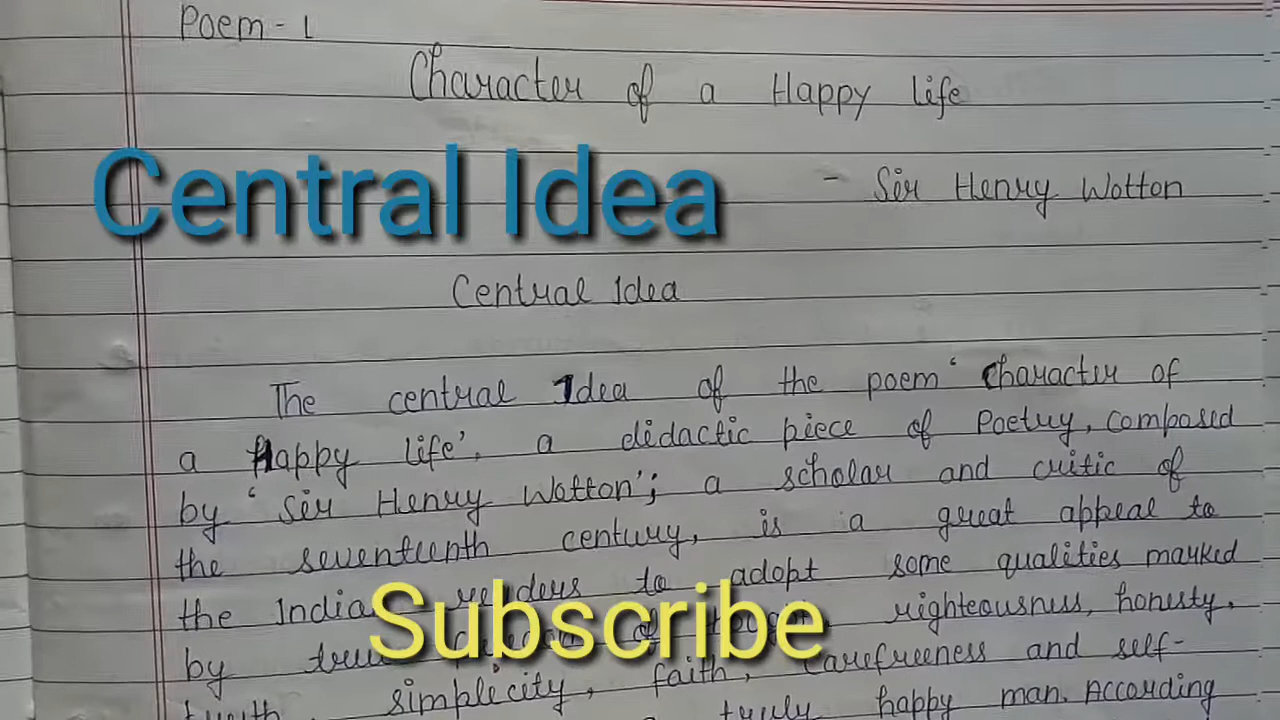 Poem - 1
Character of a Happy life
Central Idea
- Sir Henry Wotton
Central Idea
The central Idea of the poem ‘Character of
a Happy life’, a didactic piece of Poetry, composed
by ‘Sir Henry Wotton’; a scholar and critic of
the seventeenth century, is a great appeal to
the Indian readers to adopt some qualities marked
Subscribe
by true of righteousness, honesty,
truth, simplicity, faith, carefreeness and self-
truly happy man. According